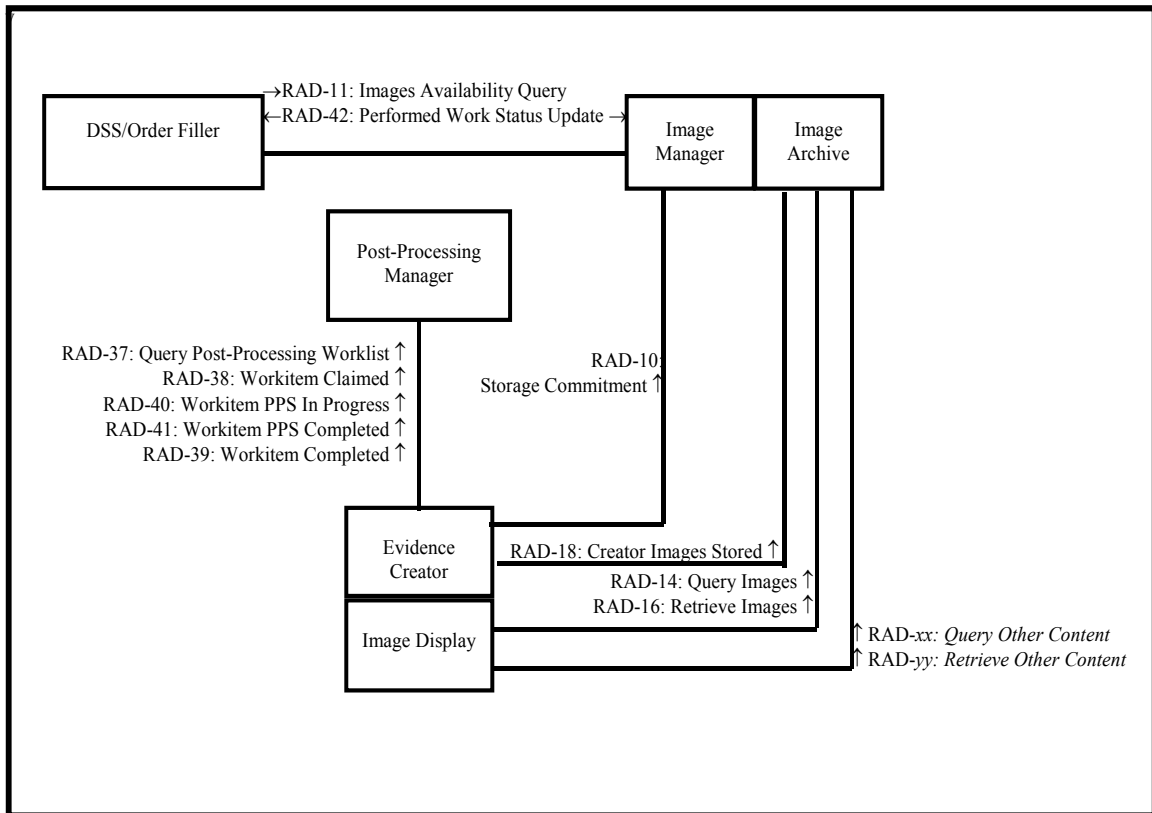 →RAD-11: Images Availability Query
←RAD-42: Performed Work Status Update →
DSS/Order Filler
Image
Manager
Image
Archive
Post-Processing
Manager
RAD-37: Query Post-Processing Worklist ↑
RAD-38: Workitem Claimed ↑
RAD-40: Workitem PPS In Progress ↑
RAD-41: Workitem PPS Completed ↑
RAD-39: Workitem Completed ↑
RAD-10:
Storage Commitment ↑
Evidence
Creator
RAD-18: Creator Images Stored ↑
RAD-14: Query Images ↑
RAD-16: Retrieve Images ↑
Image Display
↑ RAD-xx: Query Other Content
↑ RAD-yy: Retrieve Other Content